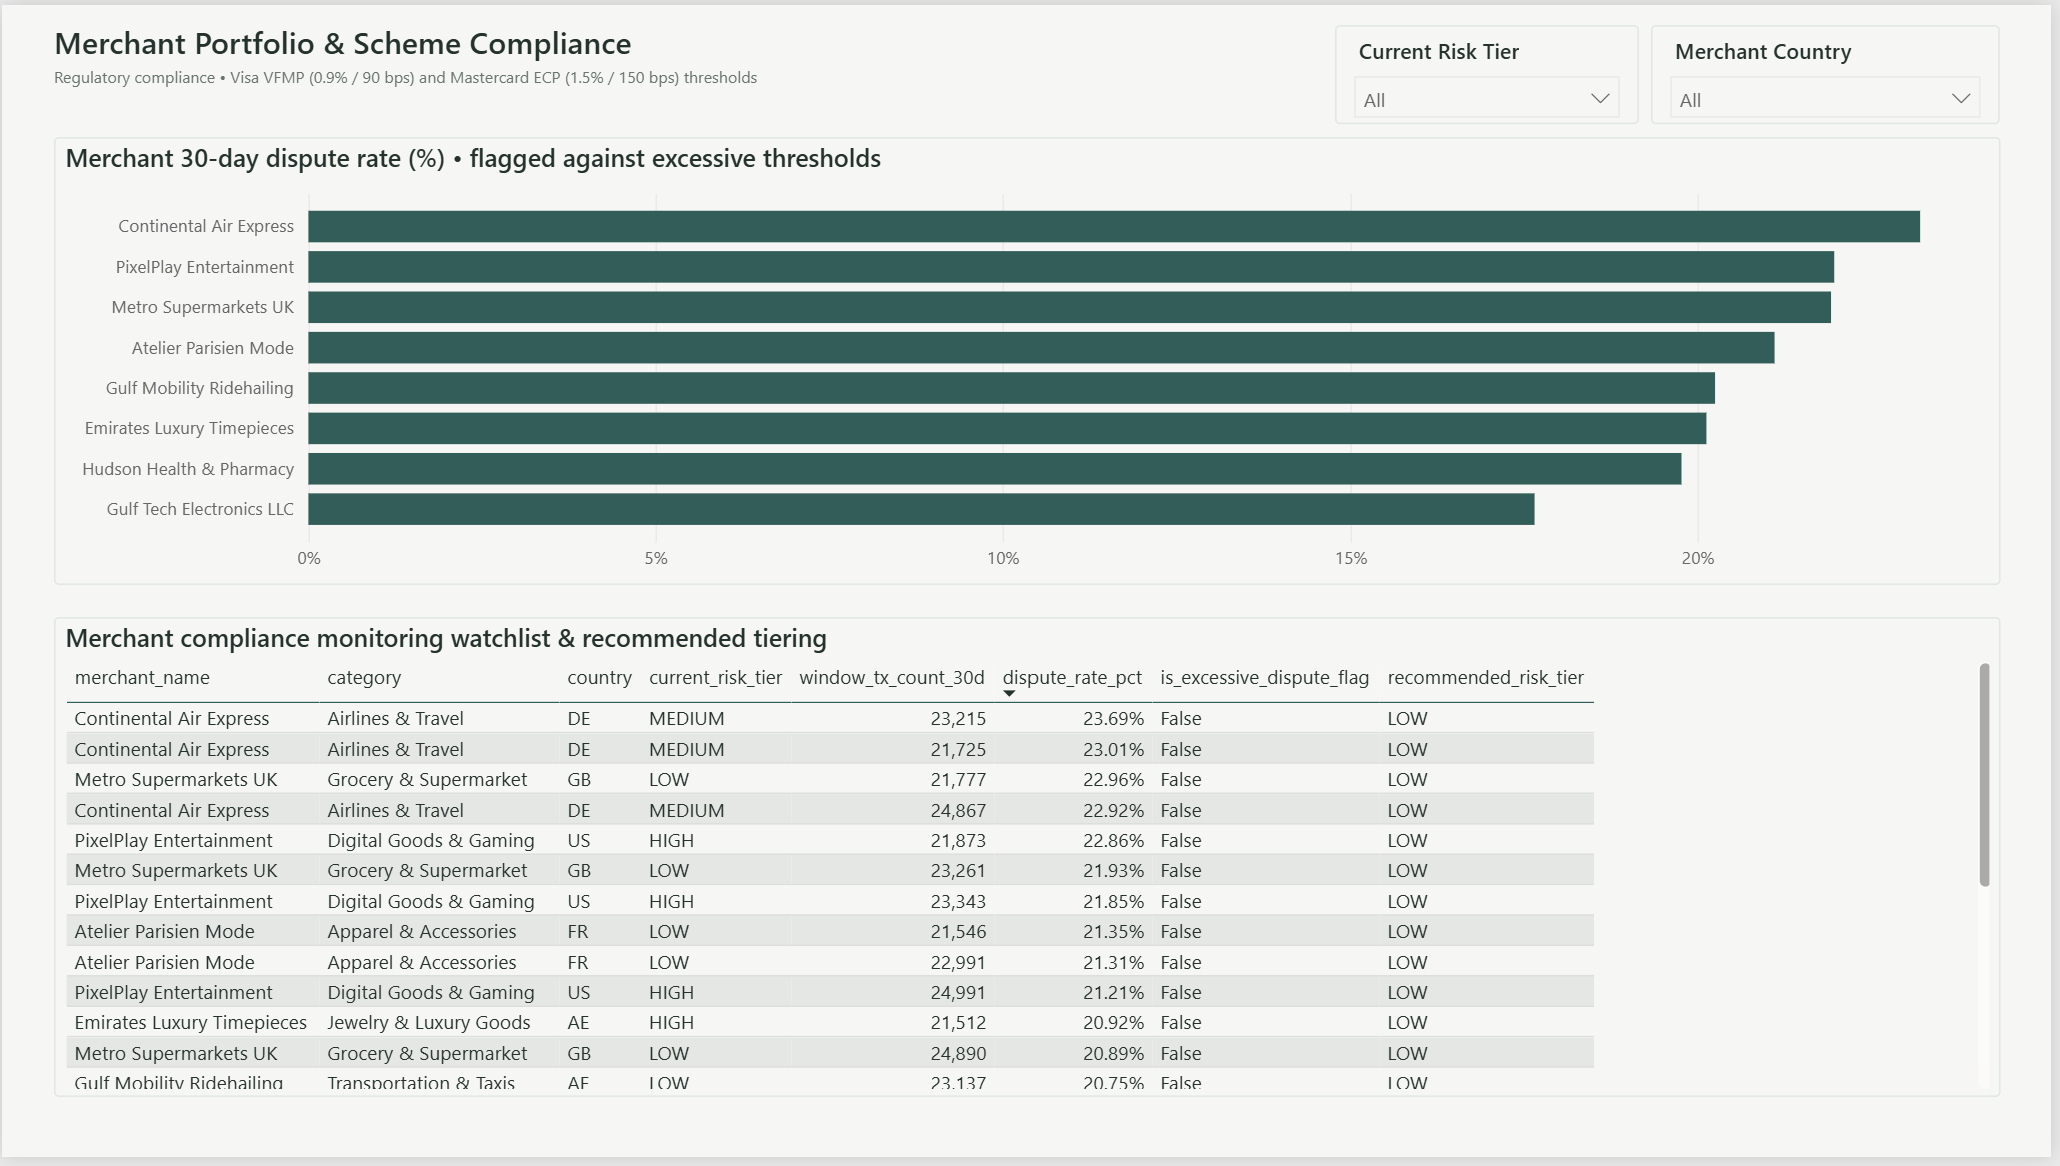 Merchant Portfolio & Scheme Compliance
Regulatory compliance • Visa VFMP (0.9% / 90 bps) and Mastercard ECP (1.5% / 150 bps) thresholds
Current Risk Tier
All
Merchant Country
All
Merchant 30-day dispute rate (%) • flagged against excessive thresholds
Continental Air Express
PixelPlay Entertainment
Metro Supermarkets UK
Atelier Parisien Mode
Gulf Mobility Ridehailing
Emirates Luxury Timepieces
Hudson Health & Pharmacy
Gulf Tech Electronics LLC
0% 5% 10% 15% 20%
Merchant compliance monitoring watchlist & recommended tiering
merchant_name category country current_risk_tier window_tx_count_30d dispute_rate_pct is_excessive_dispute_flag recommended_risk_tier
Continental Air Express Airlines & Travel DE MEDIUM 23,215 23.69% False LOW
Continental Air Express Airlines & Travel DE MEDIUM 21,725 23.01% False LOW
Metro Supermarkets UK Grocery & Supermarket GB LOW 21,777 22.96% False LOW
Continental Air Express Airlines & Travel DE MEDIUM 24,867 22.92% False LOW
PixelPlay Entertainment Digital Goods & Gaming US HIGH 21,873 22.86% False LOW
Metro Supermarkets UK Grocery & Supermarket GB LOW 23,261 21.93% False LOW
PixelPlay Entertainment Digital Goods & Gaming US HIGH 23,343 21.85% False LOW
Atelier Parisien Mode Apparel & Accessories FR LOW 21,546 21.35% False LOW
Atelier Parisien Mode Apparel & Accessories FR LOW 22,991 21.31% False LOW
PixelPlay Entertainment Digital Goods & Gaming US HIGH 24,991 21.21% False LOW
Emirates Luxury Timepieces Jewelry & Luxury Goods AE HIGH 21,512 20.92% False LOW
Metro Supermarkets UK Grocery & Supermarket GB LOW 24,890 20.89% False LOW
Gulf Mobility Ridehailing Transportation & Taxis AE LOW 23,137 20.75% False LOW